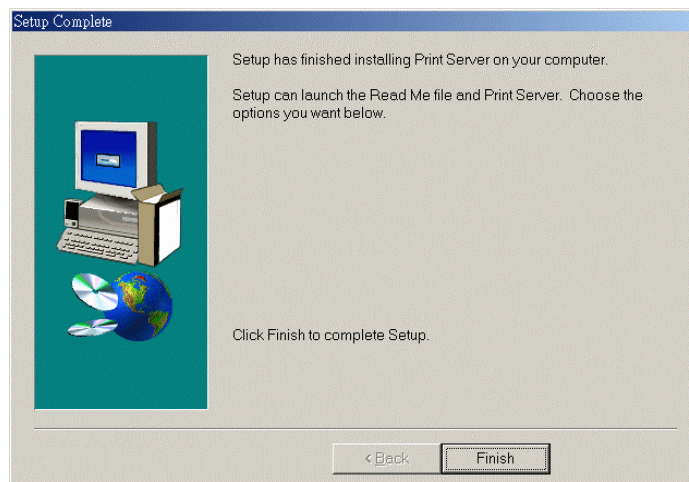 Setup Complete
Setup has finished installing Print Server on your computer.
Setup can launch the Read Me file and Print Server. Choose the
options you want below.
Click Finish to complete Setup.
< Back
Finish